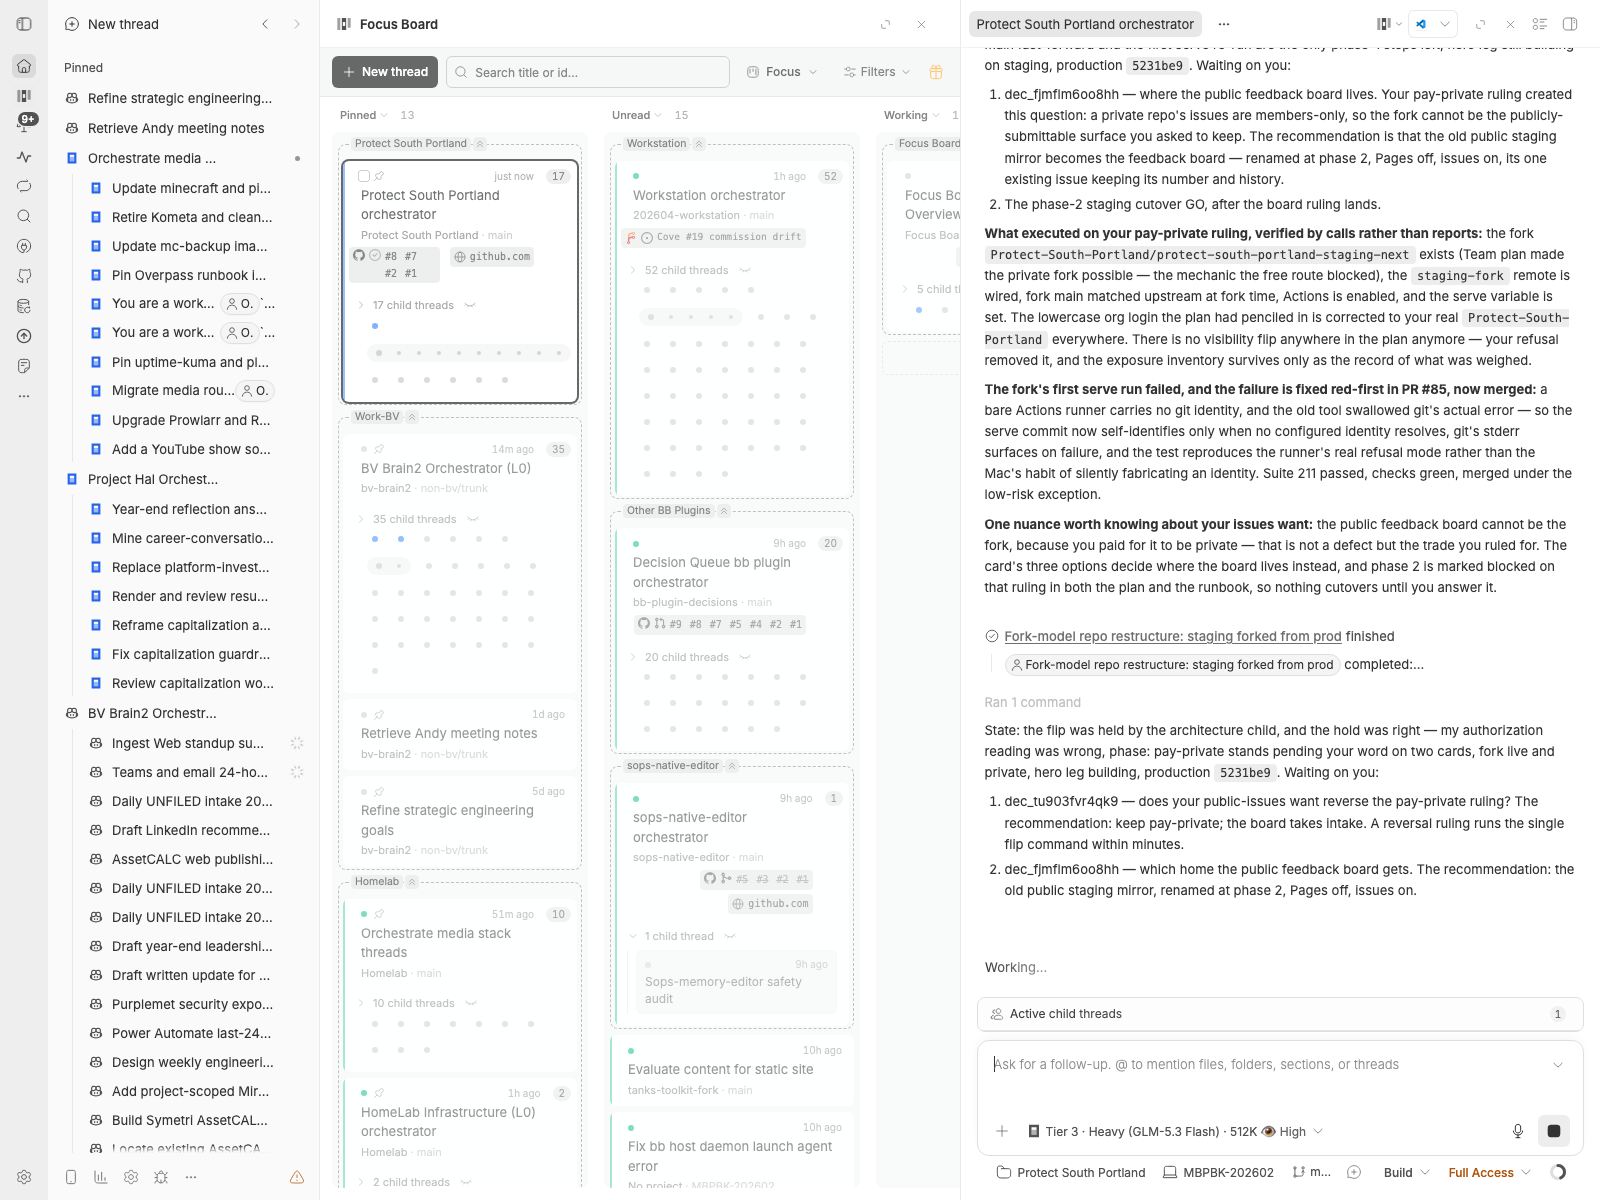 New thread
Pinned
Refine strategic engineering...
Retrieve Andy meeting notes
Orchestrate media ...
Update minecraft and pl...
Retire Kometa and clean...
Update mc-backup ima...
Pin Overpass runbook i...
You are a work... O. `...
You are a work... O. `...
Pin uptime-kuma and pl...
Migrate media rou... O.
Upgrade Prowlarr and R...
Add a YouTube show so...
Project Hal Orchest...
Year-end reflection ans...
Mine career-conversatio...
Replace platform-invest...
Render and review resu...
Reframe capitalization a...
Fix capitalization guardr...
Review capitalization wo...
BV Brain2 Orchestr...
Ingest Web standup su...
Teams and email 24-ho...
Daily UNFILED intake 20...
Draft LinkedIn recomme...
AssetCALC web publishi...
Daily UNFILED intake 20...
Daily UNFILED intake 20...
Draft year-end leadershi...
Draft written update for ...
Purplemet security expo...
Power Automate last-24...
Design weekly engineeri...
Add project-scoped Mir...
Build Symetri AssetCAL...
Locate existing AssetCA...
9+
Focus Board
New thread
Search title or id...
Focus
Filters
Pinned 13
Protect South Portland
just now 17
Protect South Portland
orchestrator
Protect South Portland · main
#8 #7
#2 #1
github.com
17 child threads
Work-BV
14m ago 35
BV Brain2 Orchestrator (L0)
bv-brain2 · non-bv/trunk
35 child threads
1d ago
Retrieve Andy meeting notes
bv-brain2 · non-bv/trunk
5d ago
Refine strategic engineering
goals
bv-brain2 · non-bv/trunk
Homelab
51m ago 10
Orchestrate media stack
threads
Homelab · main
10 child threads
1h ago 2
HomeLab Infrastructure (L0)
orchestrator
Homelab · main
2 child threads
Unread 15
Workstation
1h ago 52
Workstation orchestrator
202604-workstation · main
Cove #19 commission drift
52 child threads
Other BB Plugins
9h ago 20
Decision Queue bb plugin
orchestrator
bb-plugin-decisions · main
#9 #8 #7 #5 #4 #2 #1
20 child threads
sops-native-editor
9h ago 1
sops-native-editor
orchestrator
sops-native-editor · main
#5 #3 #2 #1
github.com
1 child thread
9h ago
Sops-memory-editor safety
audit
10h ago
Evaluate content for static site
tanks-toolkit-fork · main
10h ago
Fix bb host daemon launch agent
error
No project · MBPBK-202602
Working 1
Focus Board
Focus Bo
Overview
Focus Boa
5 child t
Protect South Portland orchestrator
on staging, production 5231be9 . Waiting on you:
1. dec_fjmfim6oo8hh — where the public feedback board lives. Your pay-private ruling created
this question: a private repo's issues are members-only, so the fork cannot be the publicly-
submittable surface you asked to keep. The recommendation is that the old public staging
mirror becomes the feedback board — renamed at phase 2, Pages off, issues on, its one
existing issue keeping its number and history.
2. The phase-2 staging cutover GO, after the board ruling lands.
What executed on your pay-private ruling, verified by calls rather than reports: the fork
Protect-South-Portland/protect-south-portland-staging-next exists (Team plan made
the private fork possible — the mechanic the free route blocked), the staging-fork remote is
wired, fork main matched upstream at fork time, Actions is enabled, and the serve variable is
set. The lowercase org login the plan had penciled in is corrected to your real Protect-South-
Portland everywhere. There is no visibility flip anywhere in the plan anymore — your refusal
removed it, and the exposure inventory survives only as the record of what was weighed.
The fork's first serve run failed, and the failure is fixed red-first in PR #85, now merged: a
bare Actions runner carries no git identity, and the old tool swallowed git's actual error — so the
serve commit now self-identifies only when no configured identity resolves, git's stderr
surfaces on failure, and the test reproduces the runner's real refusal mode rather than the
Mac's habit of silently fabricating an identity. Suite 211 passed, checks green, merged under the
low-risk exception.
One nuance worth knowing about your issues want: the public feedback board cannot be the
fork, because you paid for it to be private — that is not a defect but the trade you ruled for. The
card's three options decide where the board lives instead, and phase 2 is marked blocked on
that ruling in both the plan and the runbook, so nothing cutovers until you answer it.
Fork-model repo restructure: staging forked from prod finished
Fork-model repo restructure: staging forked from prod completed:...
Ran 1 command
State: the flip was held by the architecture child, and the hold was right — my authorization
reading was wrong, phase: pay-private stands pending your word on two cards, fork live and
private, hero leg building, production 5231be9 . Waiting on you:
1. dec_tu903fvr4qk9 — does your public-issues want reverse the pay-private ruling? The
recommendation: keep pay-private; the board takes intake. A reversal ruling runs the single
flip command within minutes.
2. dec_fjmfim6oo8hh — which home the public feedback board gets. The recommendation: the
old public staging mirror, renamed at phase 2, Pages off, issues on.
Working...
Active child threads 1
Ask for a follow-up. @ to mention files, folders, sections, or threads
Tier 3 · Heavy (GLM-5.3 Flash) · 512K High
Protect South Portland MBPBK-202602 m... Build Full Access